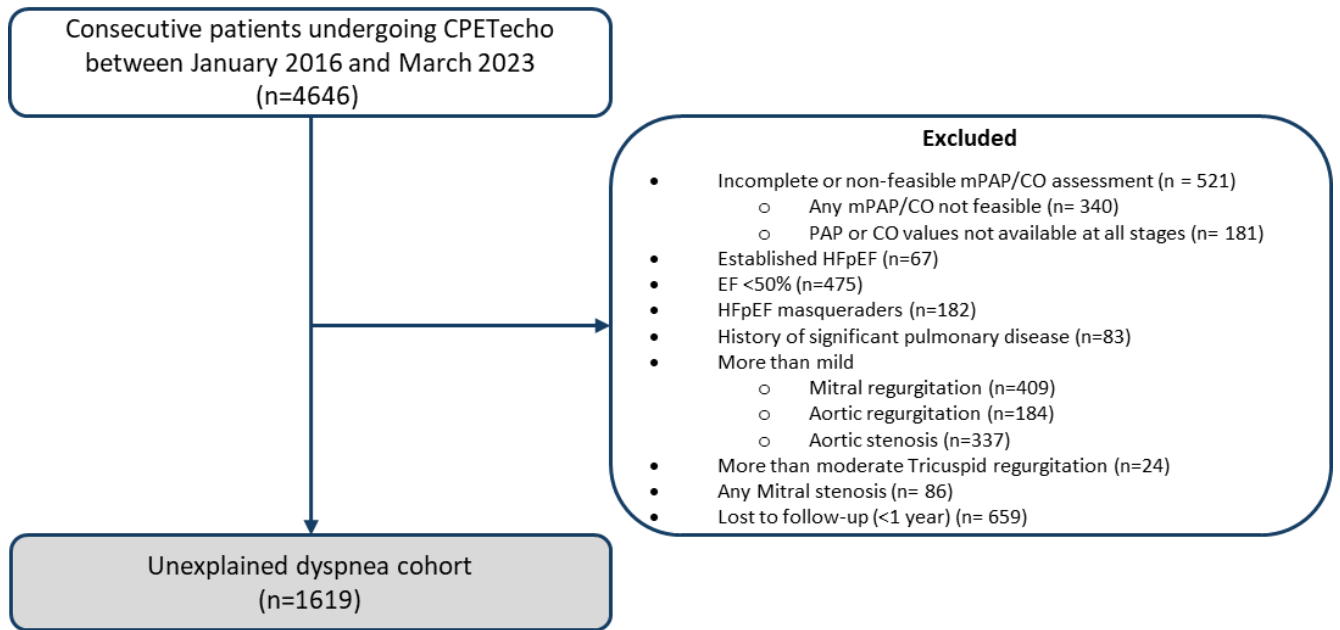 Consecutive patients undergoing CPETecho
between January 2016 and March 2023
(n=4646)
Excluded
• Incomplete or non-feasible mPAP/CO assessment (n = 521)
o Any mPAP/CO not feasible (n= 340)
o PAP or CO values not available at all stages (n= 181)
• Established HFpEF (n=67)
• EF <50% (n=475)
• HFpEF masqueraders (n=182)
• History of significant pulmonary disease (n=83)
• More than mild
o Mitral regurgitation (n=409)
o Aortic regurgitation (n=184)
o Aortic stenosis (n=337)
• More than moderate Tricuspid regurgitation (n=24)
• Any Mitral stenosis (n= 86)
• Lost to follow-up (<1 year) (n= 659)
Unexplained dyspnea cohort
(n=1619)